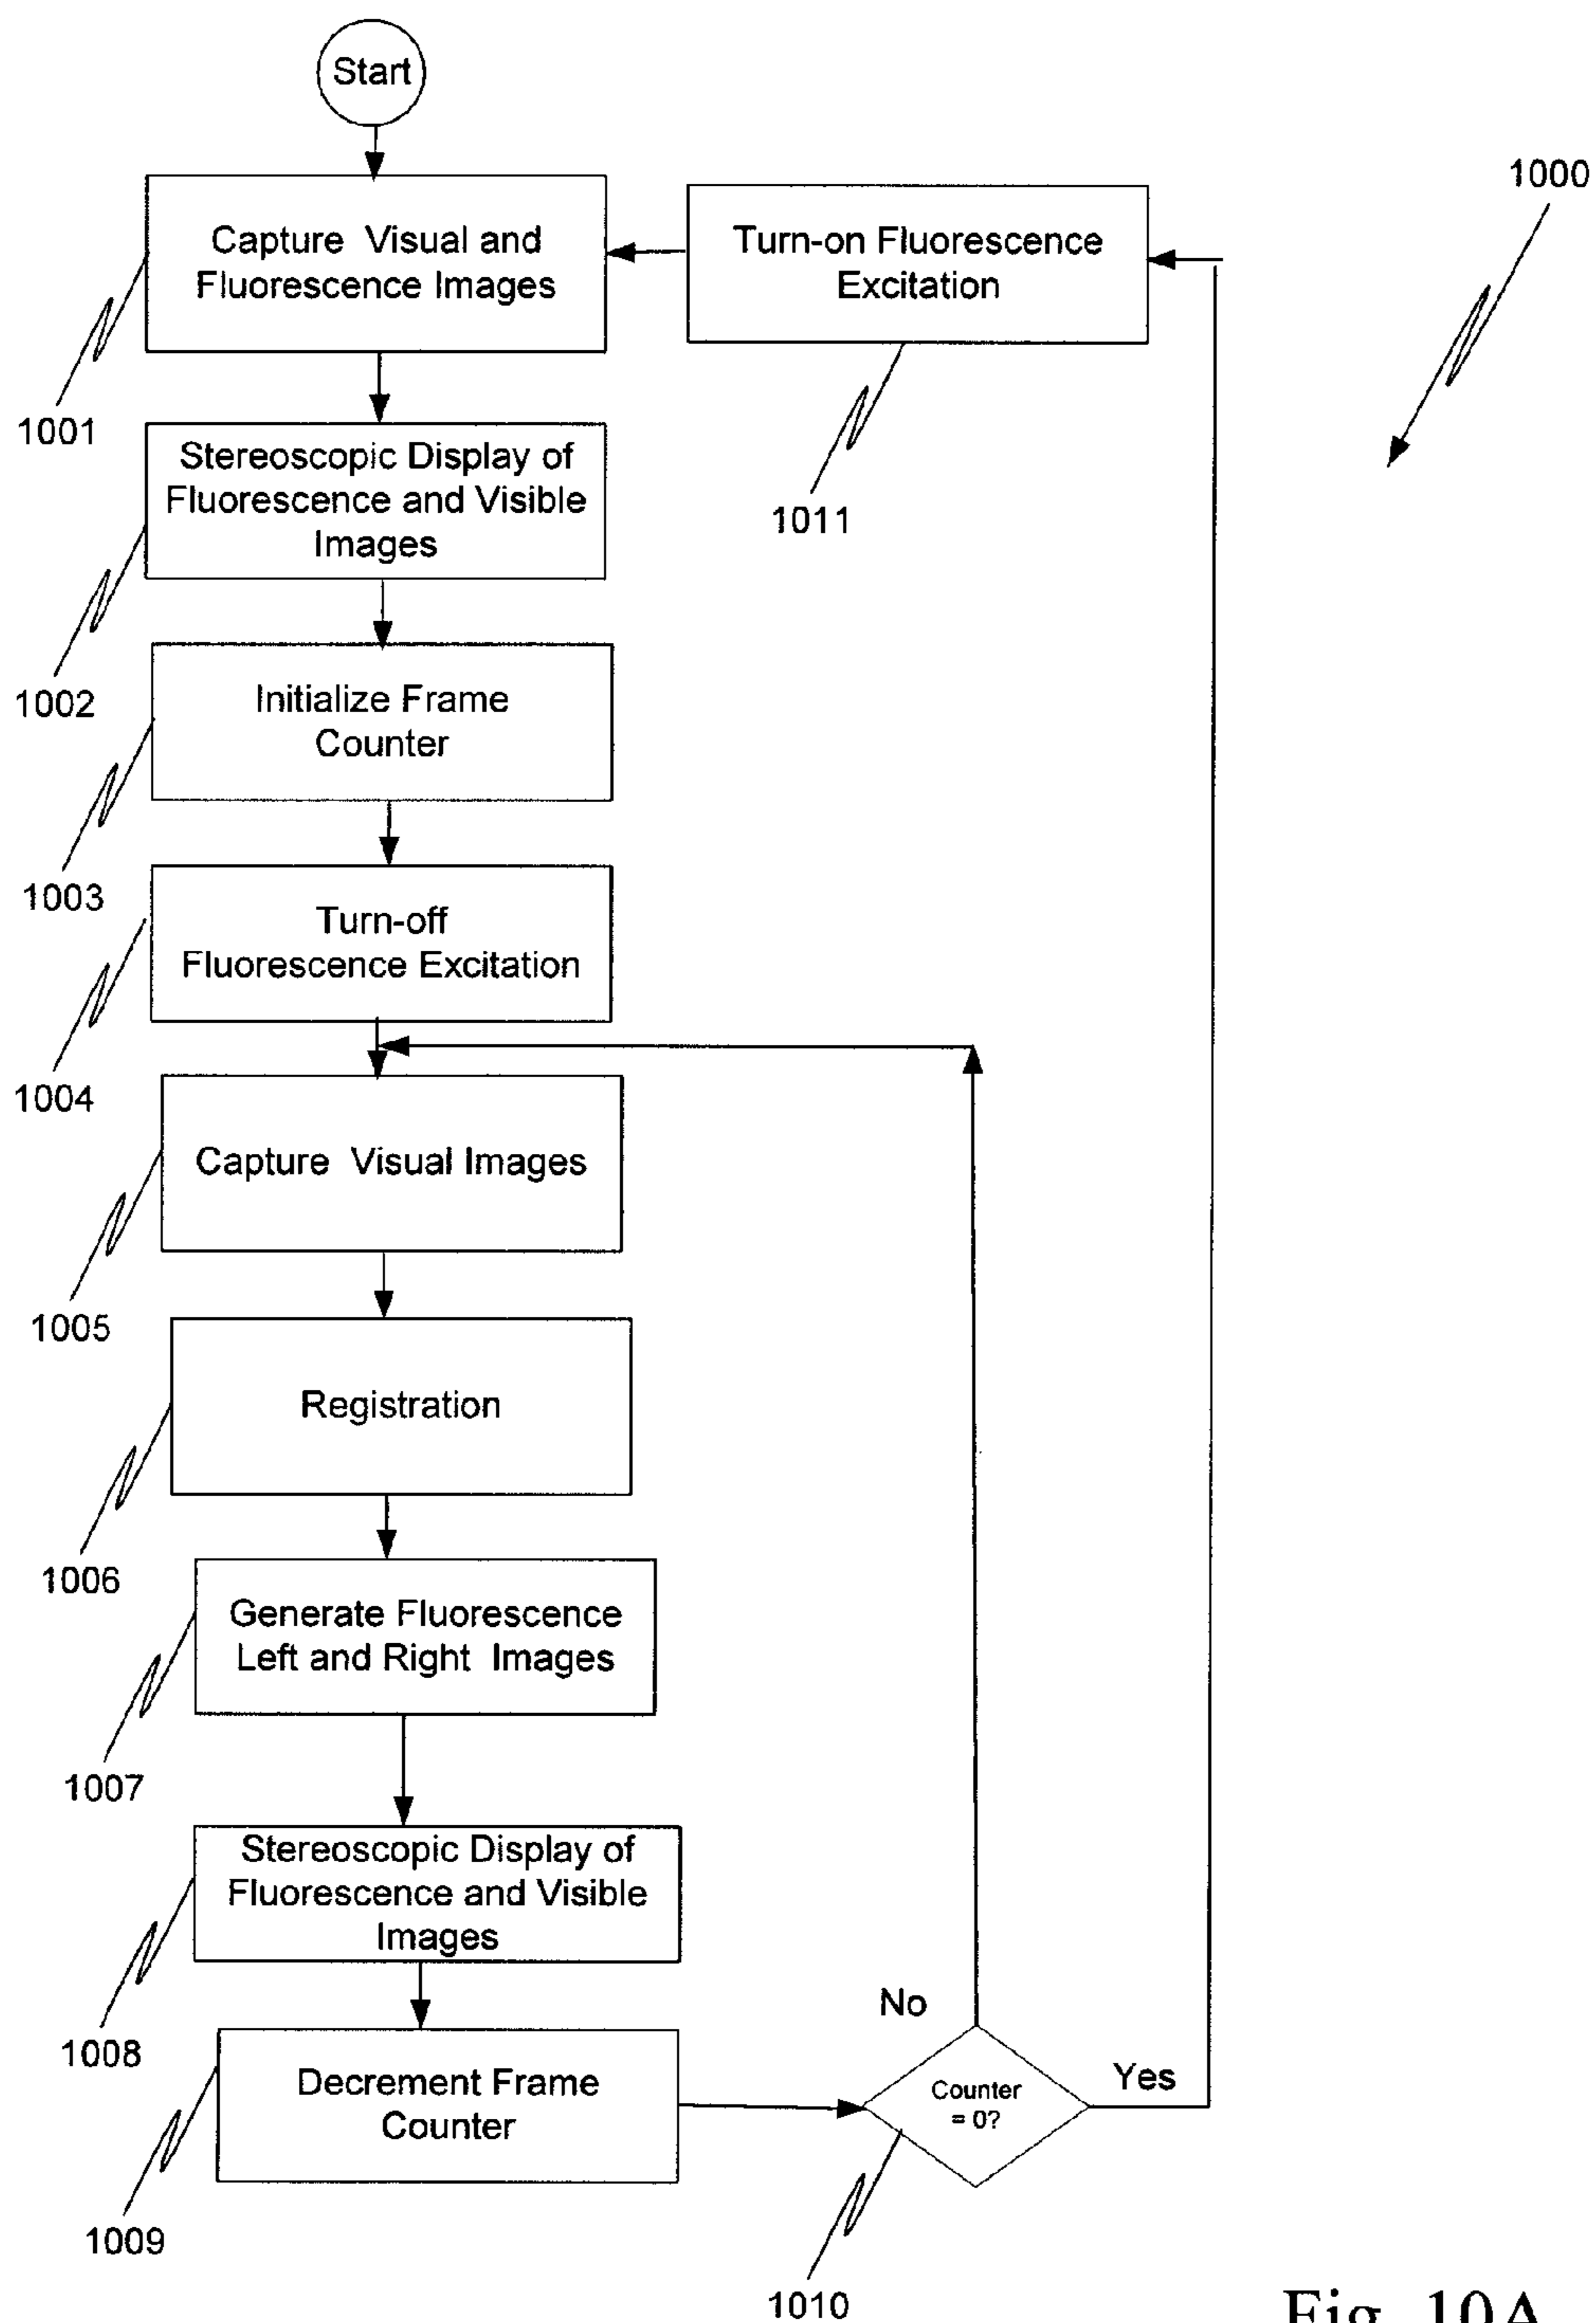 Start
Capture Visual and
Fluorescence Images
Turn-on Fluorescence
Excitation
1000
1001
Stereoscopic Display of
Fluorescence and Visible
Images
1011
1002
Initialize Frame
Counter
1003
Turn-off
Fluorescence Excitation
1004
Capture Visual Images
1005
Registration
1006
Generate Fluorescence
Left and Right Images
1007
Stereoscopic Display of
Fluorescence and Visible
Images
1008
No
Yes
Decrement Frame
Counter
Counter
= 0?
1009
1010
Fig. 10A